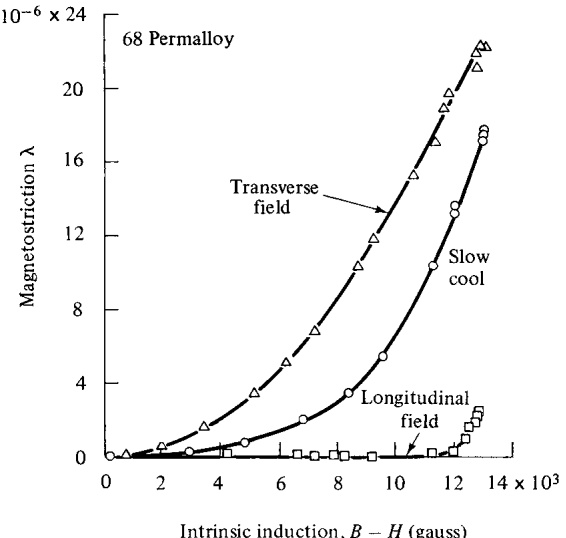 10⁻⁶ × 24
68 Permalloy
20
16
12
8
4
0
Magnetostriction λ
Transverse
field
Slow
cool
Longitudinal
field
0 2 4 6 8 10 12 14 × 10³
Intrinsic induction, B – H (gauss)